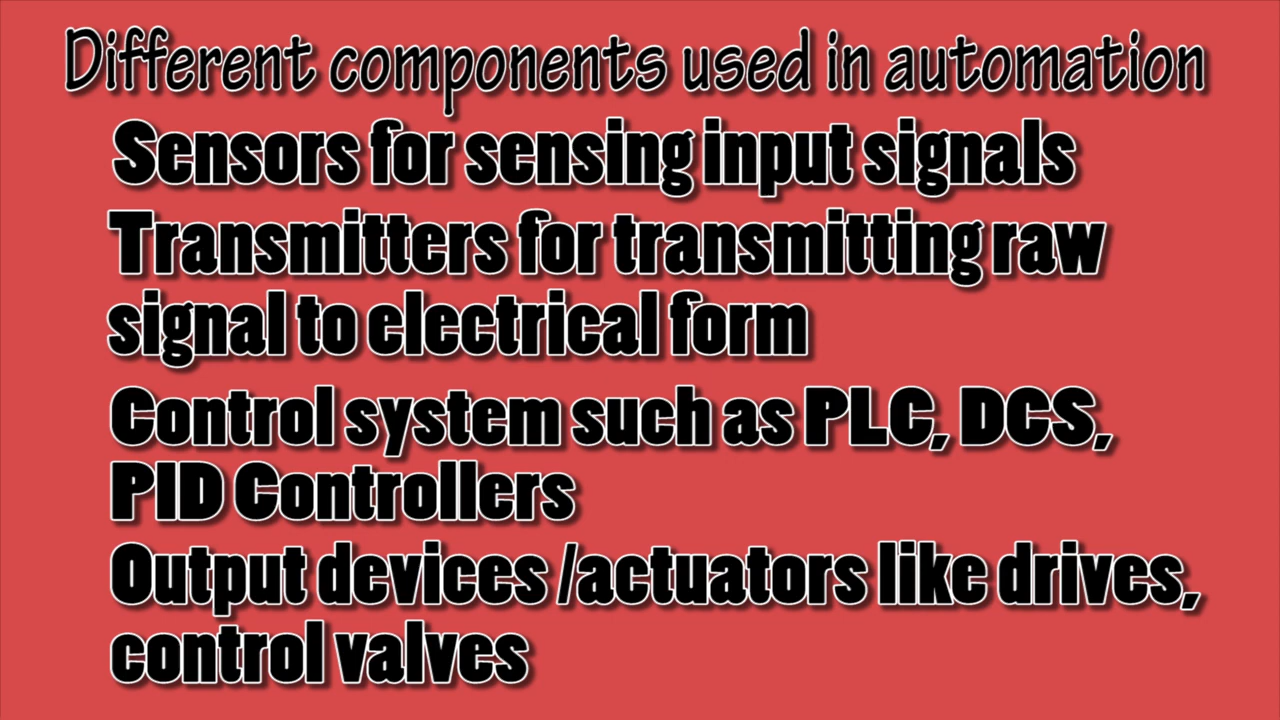 Different components used in automation
Sensors for sensing input signals
Transmitters for transmitting raw
signal to electrical form
Control system such as PLC, DCS,
PID Controllers
Output devices /actuators like drives,
control valves